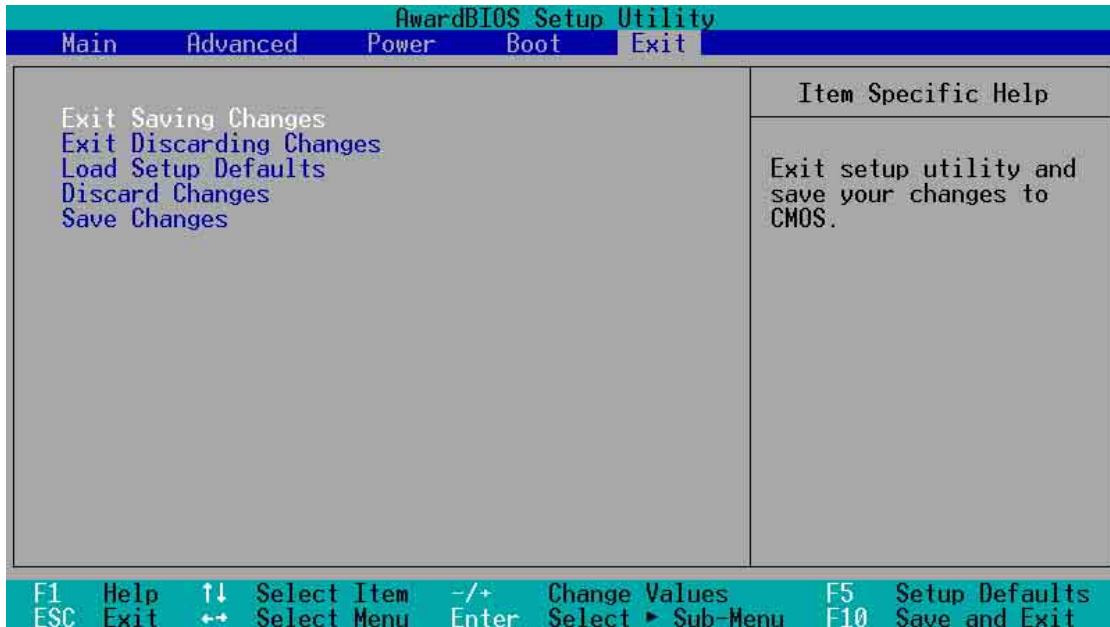 AwardBIOS Setup Utility
Main Advanced Power Boot Exit
Exit Saving Changes
Exit Discarding Changes
Load Setup Defaults
Discard Changes
Save Changes
Item Specific Help
Exit setup utility and
save your changes to
CMOS.
F1 Help ↑↓ Select Item -/+ Change Values F5 Setup Defaults
ESC Exit ←→ Select Menu Enter Select ► Sub-Menu F10 Save and Exit